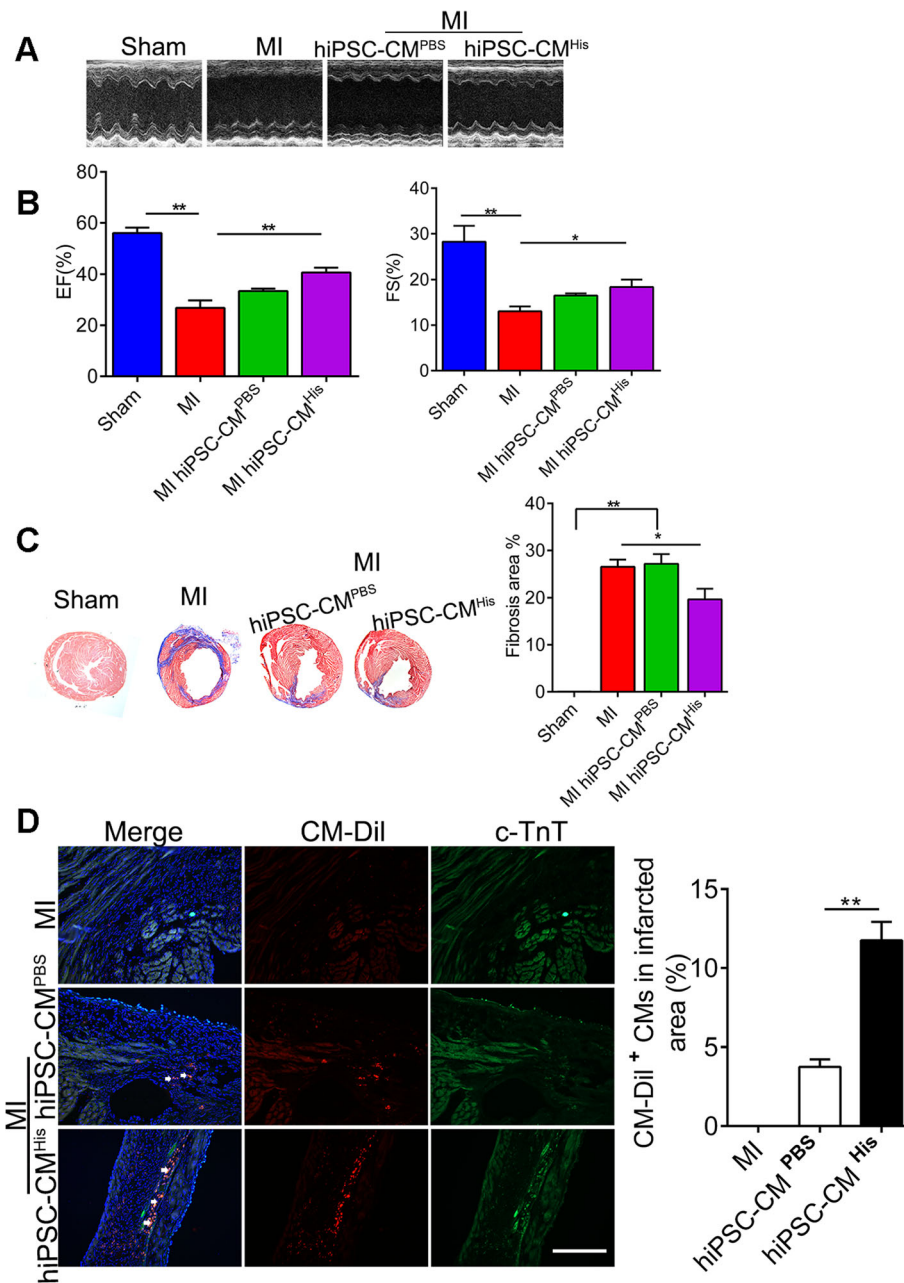 A
Sham
MI
MI
hiPSC-CMPBS
hiPSC-CMHis
B
EF(%)
80
60
40
20
0
**
**
Sham
MI
MI hiPSC-CMPBS
MI hiPSC-CMHis
FS(%)
40
30
20
10
0
**
*
Sham
MI
MI hiPSC-CMPBS
MI hiPSC-CMHis
C
Sham
MI
MI
hiPSC-CMPBS
hiPSC-CMHis
Fibrosis area %
40
30
20
10
0
**
*
Sham
MI
MI hiPSC-CMPBS
MI hiPSC-CMHis
D
Merge
CM-Dil
c-TnT
MI
MI
hiPSC-CMPBS
hiPSC-CMHis
CM-Dil + CMs in infarcted
area (%)
15
10
5
0
**
MI
hiPSC-CM PBS
hiPSC-CM His